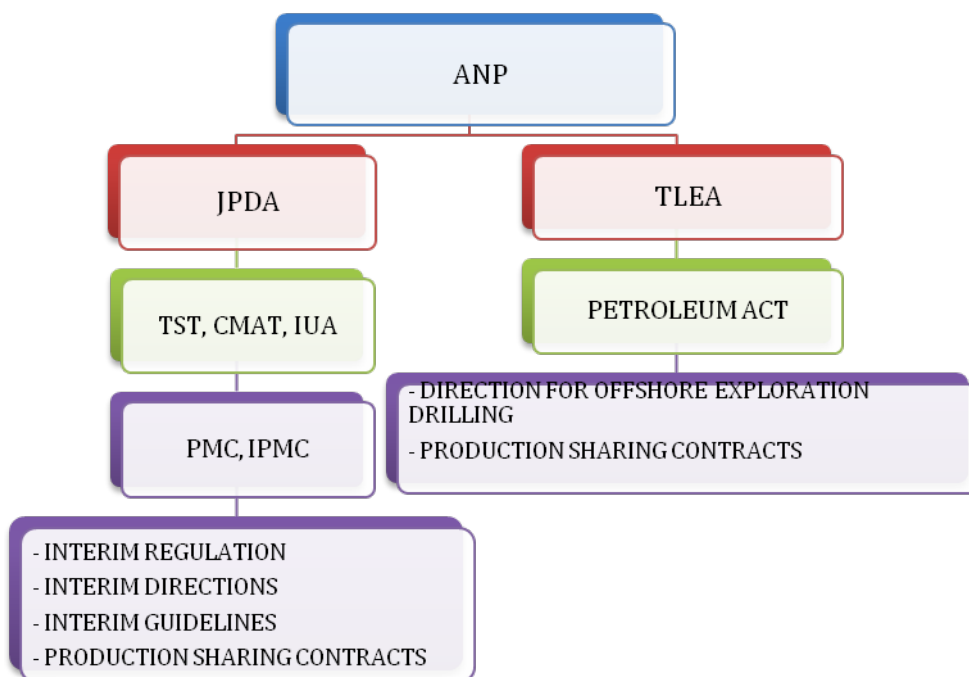 ANP
JPDA
TLEA
TST, CMAT, IUA
PETROLEUM ACT
PMC, IPMC
- DIRECTION FOR OFFSHORE EXPLORATION
DRILLING
- PRODUCTION SHARING CONTRACTS
- INTERIM REGULATION
- INTERIM DIRECTIONS
- INTERIM GUIDELINES
- PRODUCTION SHARING CONTRACTS